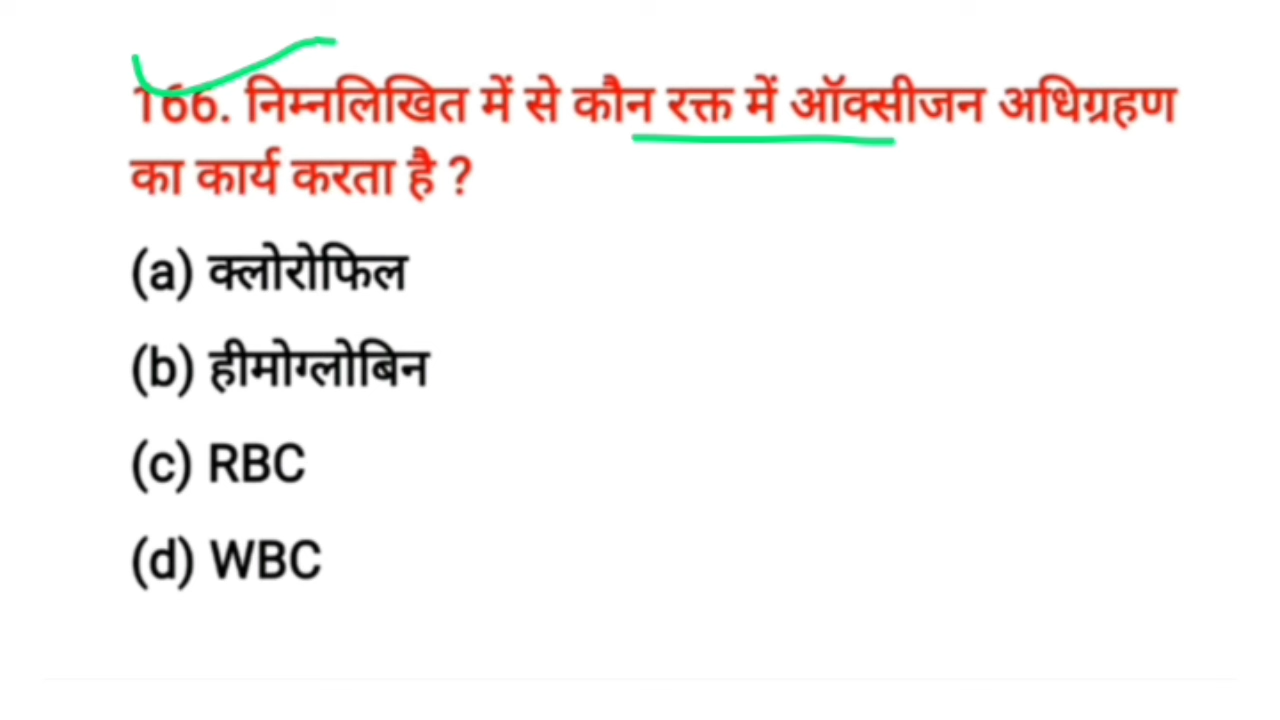 166. निम्नलिखित में से कौन रक्त में ऑक्सीजन अधिग्रहण
का कार्य करता है ?
(a) क्लोरोफिल
(b) हीमोग्लोबिन
(c) RBC
(d) WBC